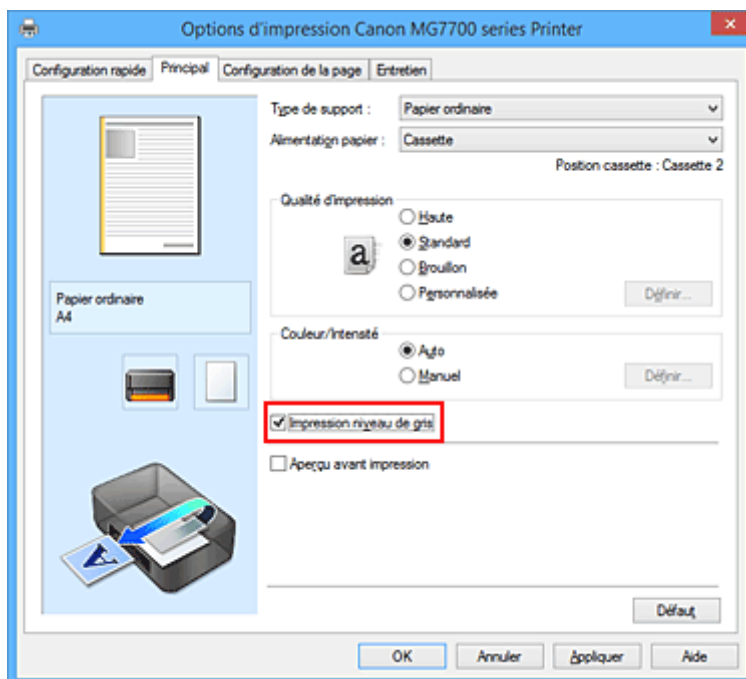 Options d'impression Canon MG7700 series Printer
Configuration rapide Principal Configuration de la page Entretien
Type de support : Papier ordinaire
Alimentation papier : Cassette
Position cassette : Cassette 2
Qualité d'impression
Haute
a
Standard
Brouillon
Personnalisée Définir...
Papier ordinaire
A4
Couleur/Intensité
Auto
Manuel Définir...
Impression niveau de gris
Aperçu avant impression
A
Défaut
OK Annuler Appliquer Aide